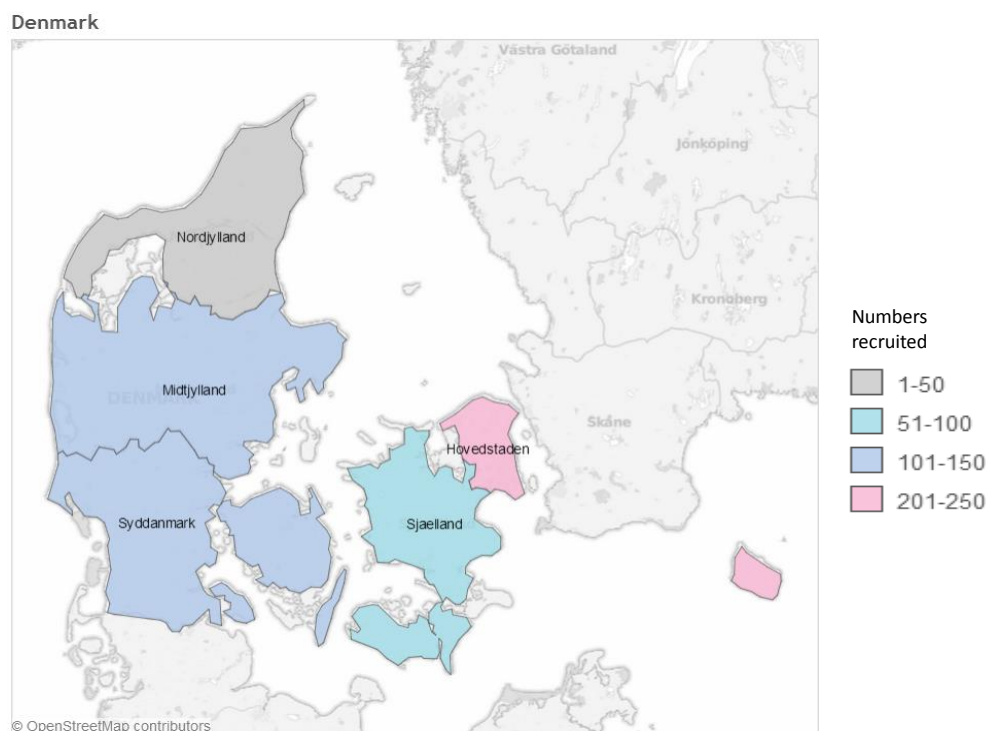 Denmark
Västra Götaland
Jönköping
Nordjylland
Kronoberg
Midtjylland
DENMARK
Skåne
Hovedstaden
Syddanmark
Sjaelland
Numbers
recruited
1-50
51-100
101-150
201-250
© OpenStreetMap contributors